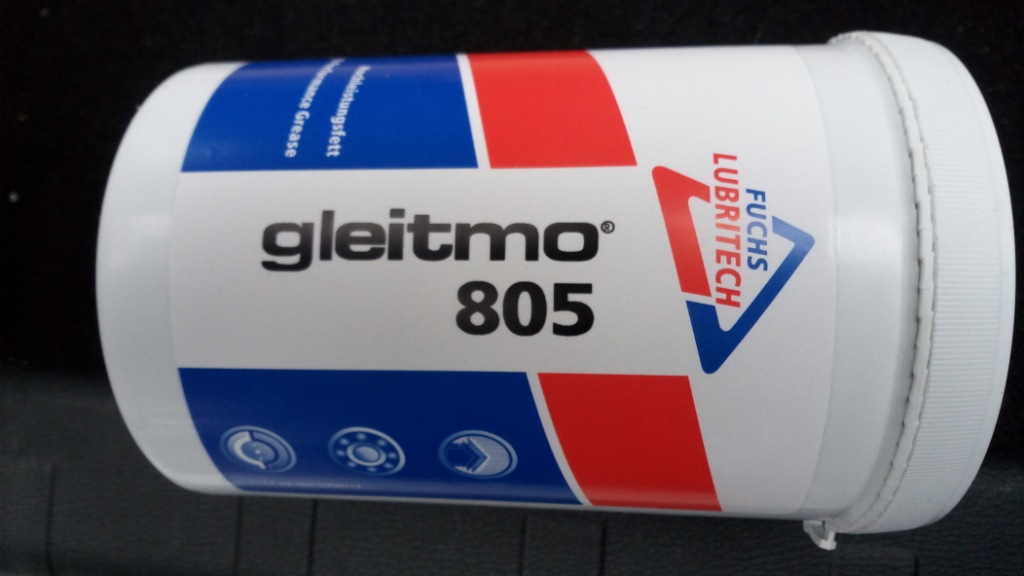 FUCHS
LUBRITECH
gleitmo®
805
Hochleistungsfett
Performance Grease